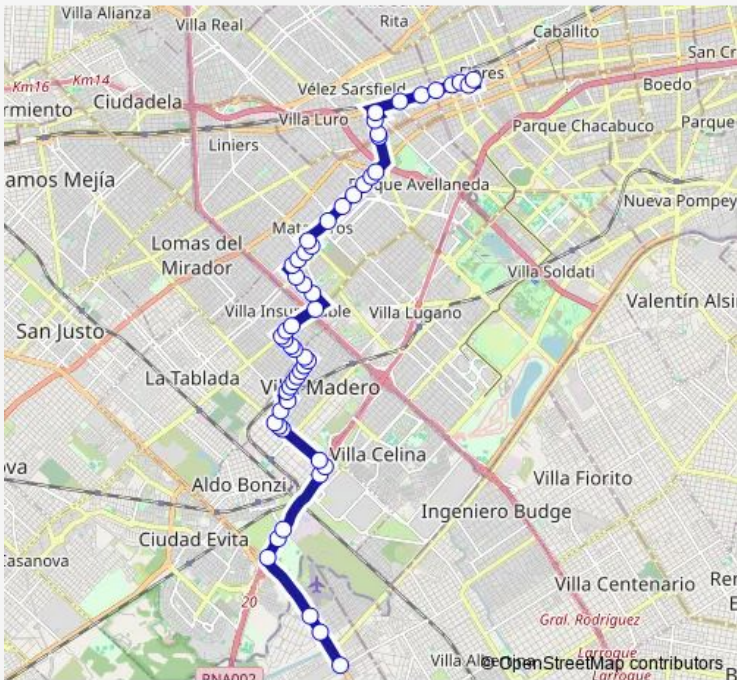 Villa Alianza
Villa Real
Rita
Caballito
Flores
San Cr
Km16
Km14
Vélez Sarsfield
Boedo
rmiento
Ciudadela
Villa Luro
Parque Chacabuco
Parque
Liniers
amos Mejía
Parque Avellaneda
Nueva Pompey
Mataderos
Lomas del
Mirador
Villa Soldati
Valentín Alsi
Villa Insuperable
Villa Lugano
San Justo
La Tablada
Villa Madero
Villa Celina
ova
Villa Fiorito
Aldo Bonzi
Ingeniero Budge
Ciudad Evita
Casanova
Villa Centenario
Rem
20
Gral. Rodríguez
Larroque
Larroque
RNA002
© OpenStreetMap contributors